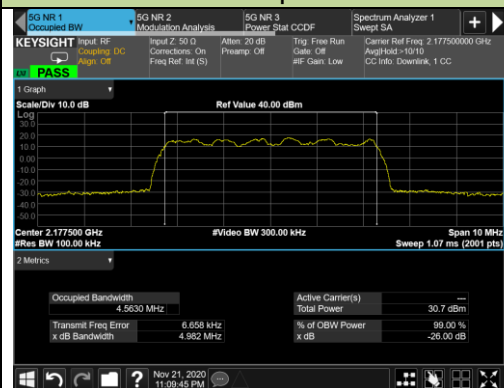 5G NR 1
Occupied BW
5G NR 2
Modulation Analysis
5G NR 3
Power Stat CCDF
Spectrum Analyzer 1
Swept SA
+
KEYSIGHT
Input: RF
Coupling: DC
Align: Off
Input Z: 50 Ω
Corrections: On
Freq Ref: Int (S)
Atten: 20 dB
Preamp: Off
Trig: Free Run
Gate: Off
#IF Gain: Low
Carrier Ref Freq: 2.177500000 GHz
Avg|Hold:>10/10
CC Info: Downlink, 1 CC
LM PASS
1 Graph
Scale/Div 10.0 dB
Ref Value 40.00 dBm
Log
30.0
20.0
10.0
0.00
-10.0
-20.0
-30.0
-40.0
-50.0
Center 2.177500 GHz
#Res BW 100.00 kHz
#Video BW 300.00 kHz
Span 10 MHz
Sweep 1.07 ms (2001 pts)
2 Metrics
Occupied Bandwidth
4.5630 MHz
Transmit Freq Error 6.658 kHz
x dB Bandwidth 4.982 MHz
Active Carrier(s) ---
Total Power 30.7 dBm
% of OBW Power 99.00 %
x dB -26.00 dB
?
Nov 21, 2020
11:09:45 PM